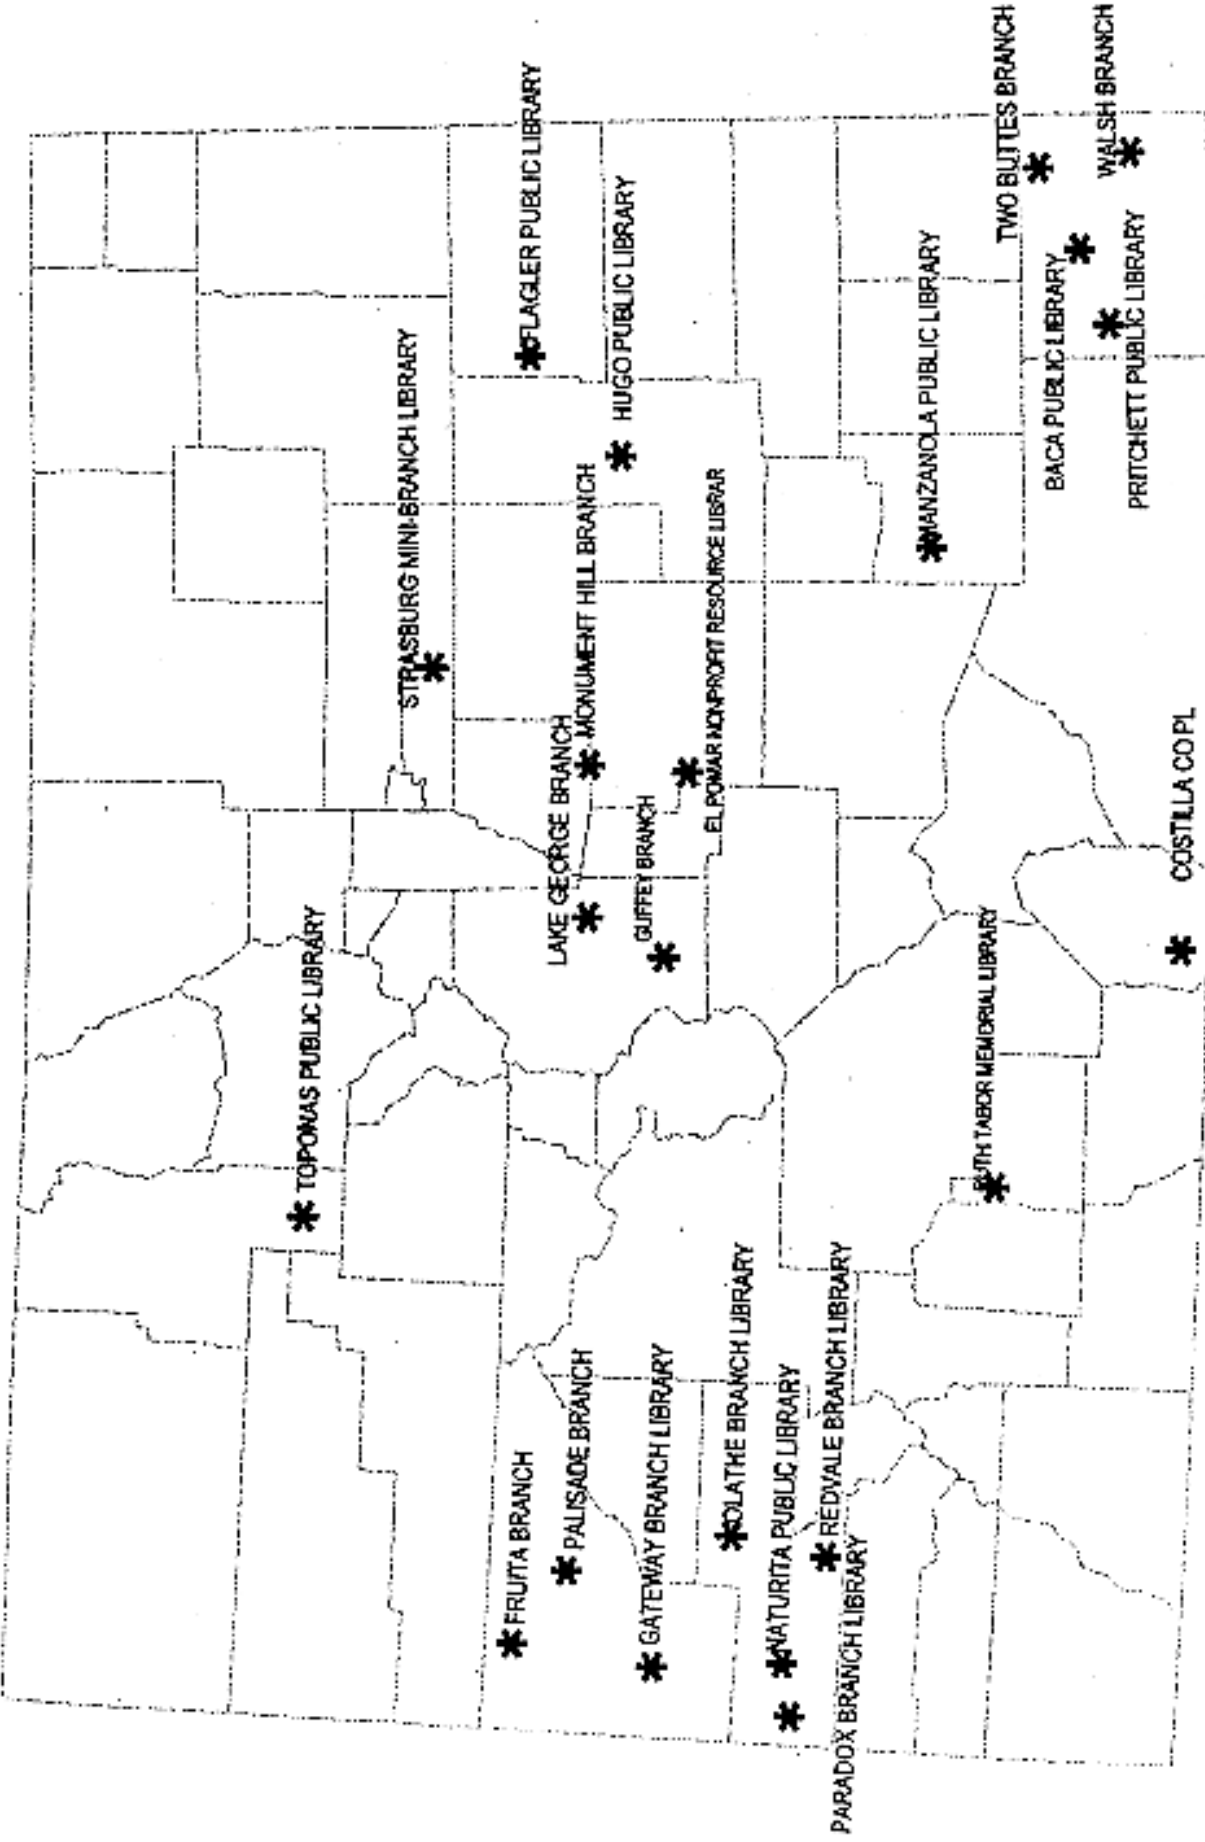 TOPONAS PUBLIC LIBRARY
STRASBURG MINI-BRANCH LIBRARY
FLAGLER PUBLIC LIBRARY
FRUITA BRANCH
PALISADE BRANCH
LAKE GEORGE BRANCH
MONUMENT HILL BRANCH
HUGO PUBLIC LIBRARY
GATEWAY BRANCH LIBRARY
GUFFEY BRANCH
EL POMAR NONPROFIT RESOURCE LIBRAR
OLATHE BRANCH LIBRARY
NATURITA PUBLIC LIBRARY
REDVALE BRANCH LIBRARY
PARADOX BRANCH LIBRARY
MANZANOLA PUBLIC LIBRARY
RUTH TABOR MEMORIAL LIBRARY
TWO BUTTES BRANCH
BACA PUBLIC LIBRARY
WALSH BRANCH
PRITCHETT PUBLIC LIBRARY
COSTILLA CO PL